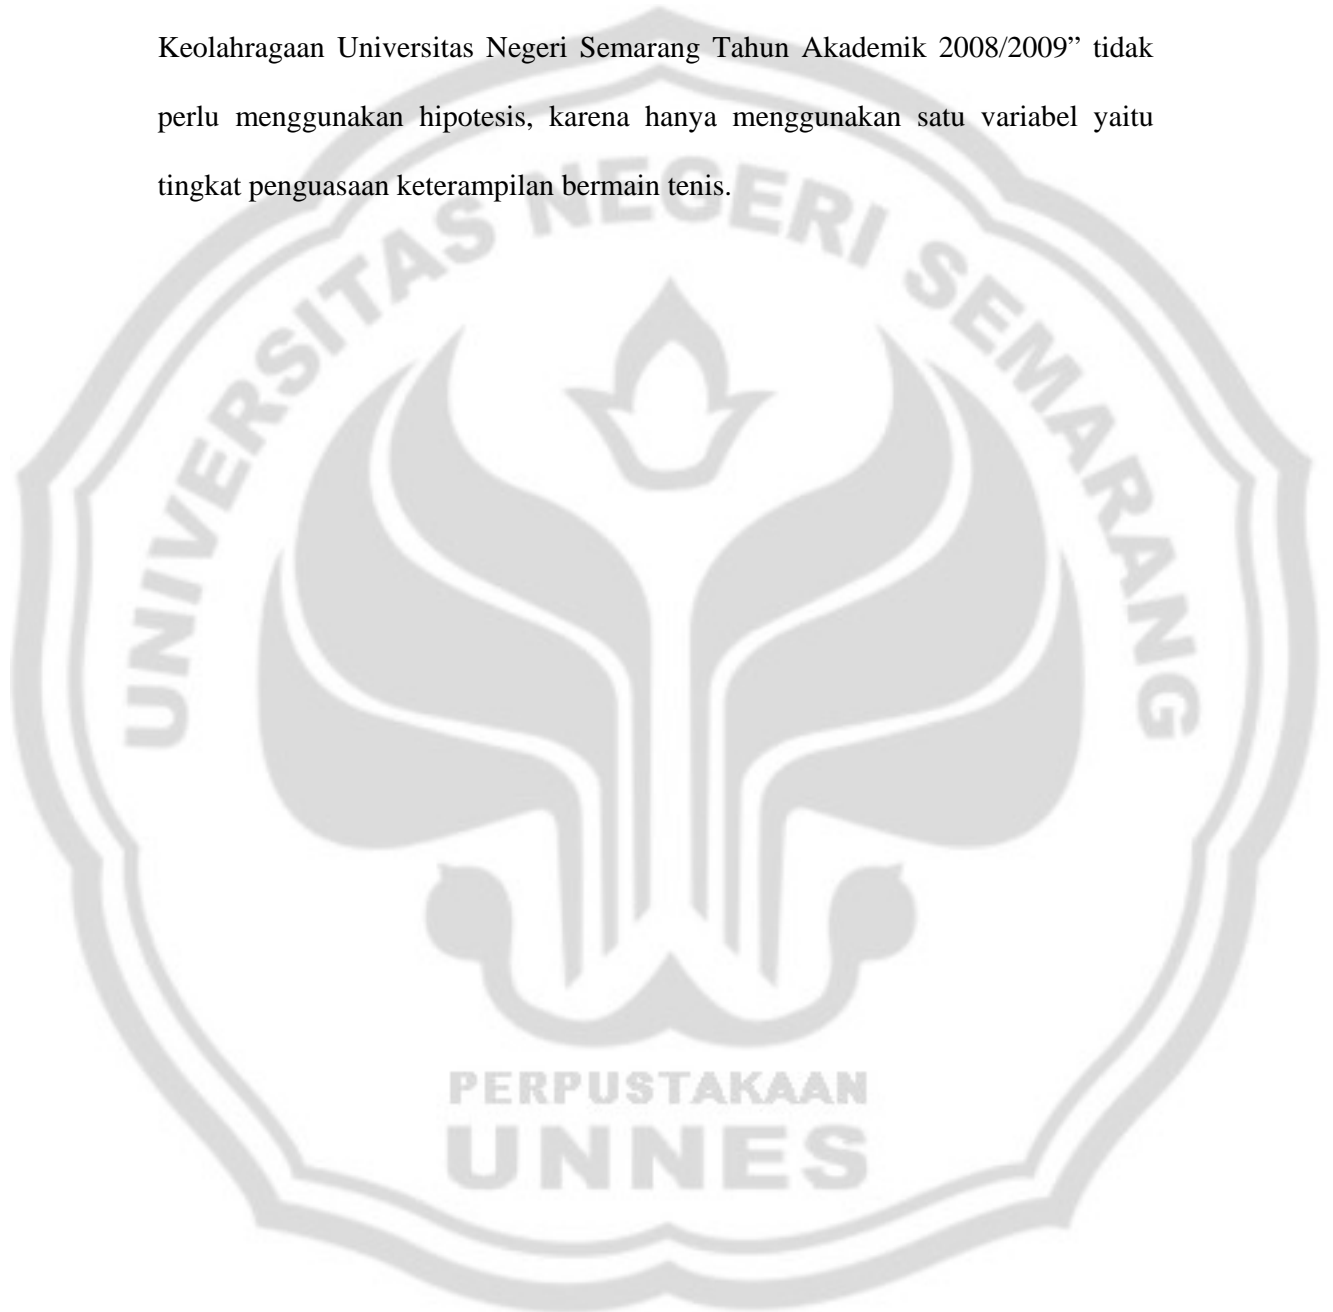 Keolahragaan Universitas Negeri Semarang Tahun Akademik 2008/2009” tidak
perlu menggunakan hipotesis, karena hanya menggunakan satu variabel yaitu
tingkat penguasaan keterampilan bermain tenis.
UNIVERSITAS NEGERI SEMARANG
PERPUSTAKAAN
UNNES